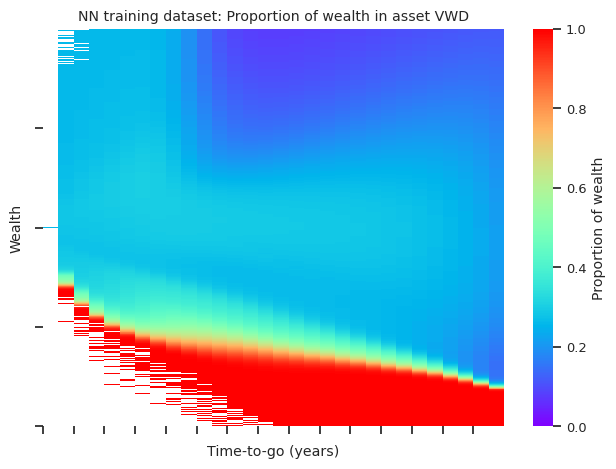 NN training dataset: Proportion of wealth in asset VWD
Wealth
Time-to-go (years)
1.0
0.8
0.6
0.4
0.2
0.0
Proportion of wealth